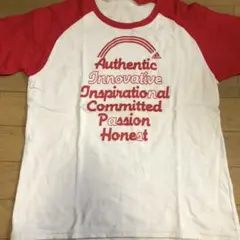 Authentic
Innovative
Inspirational
Committed
Passion
Honest